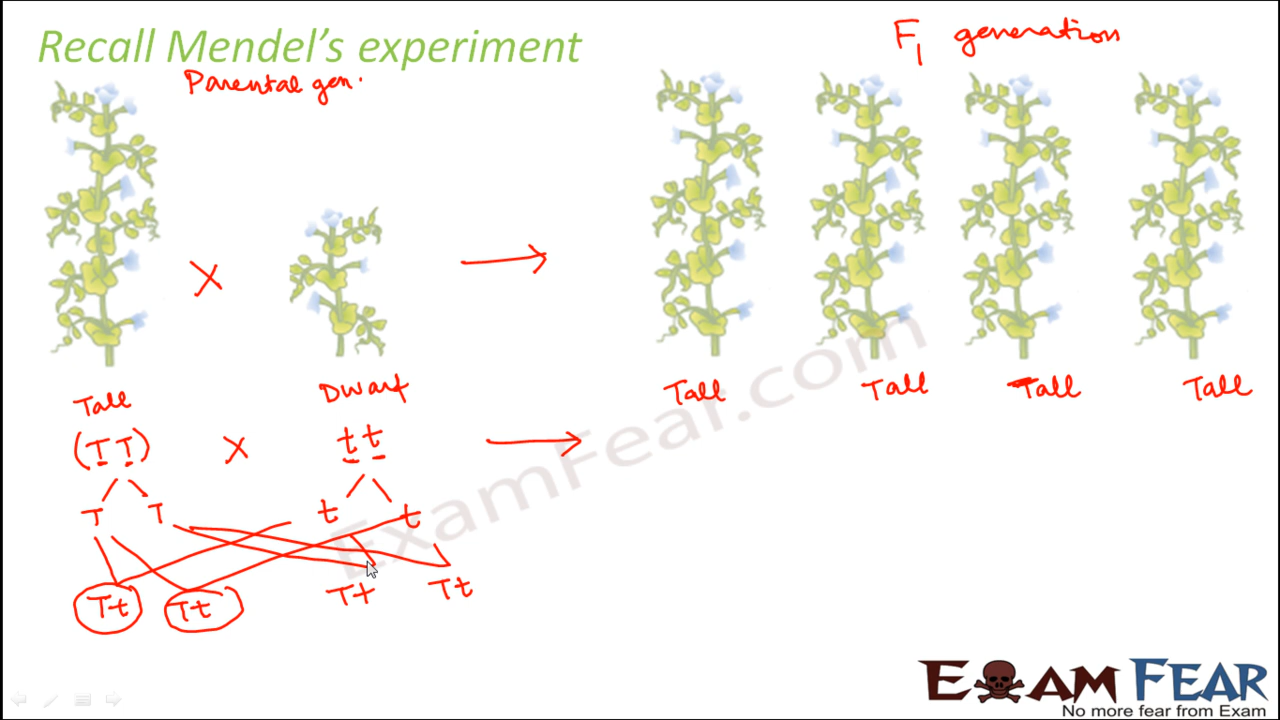 Recall Mendel's experiment
Parental gen.
F1 generation
X
Tall
Dwarf
Tall Tall Tall Tall
(TT) X tt
T T t t
Tt Tt Tt Tt
ExamFear.com
EXAM FEAR
No more fear from Exam